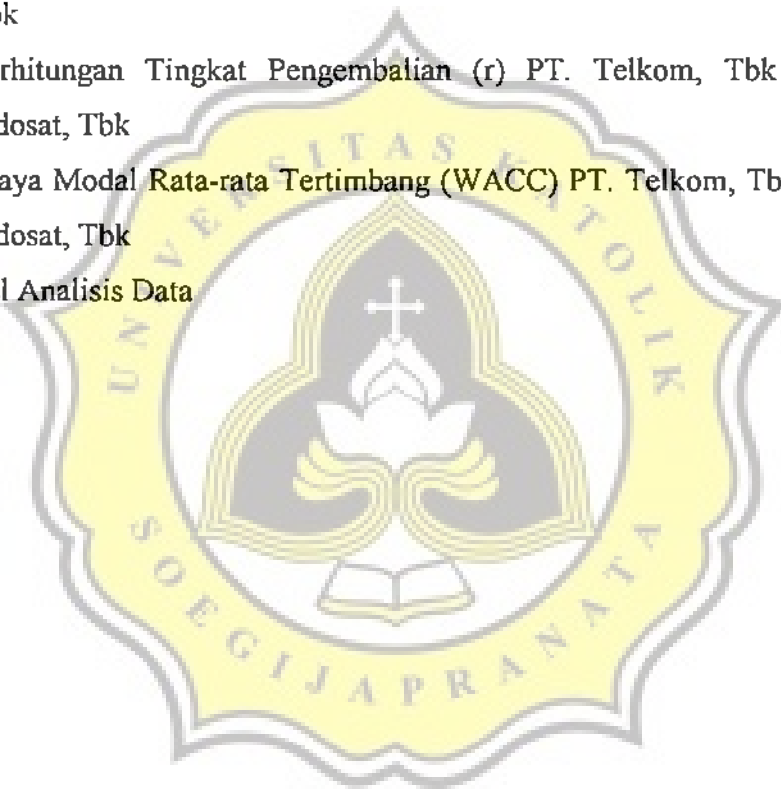 rhitungan Tingkat Pengembalian (r) PT. Telkom, Tbk
dosat, Tbk
aya Modal Rata-rata Tertimbang (WACC) PT. Telkom, Tb
dosat, Tbk
l Analisis Data
UNIVERSITAS KATOLIK
SOEGIJAPRANATA